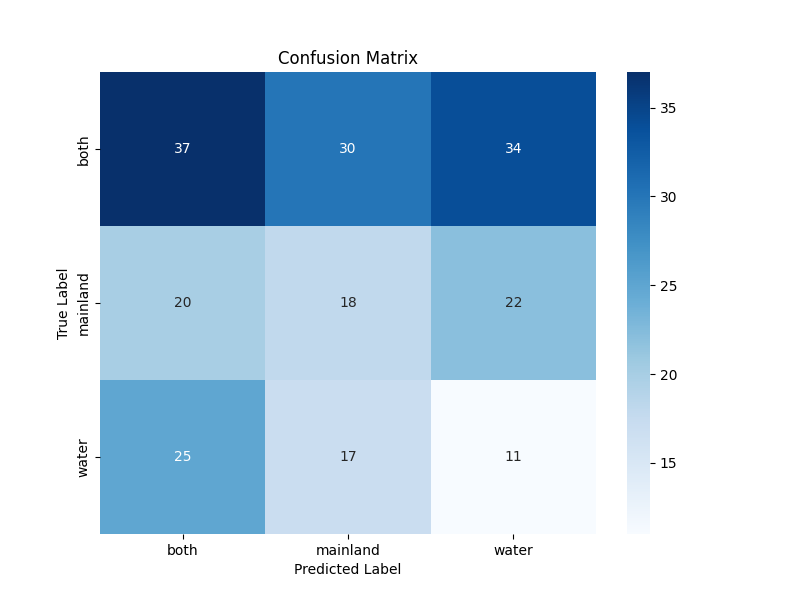 Confusion Matrix
both 37 30 34
mainland 20 18 22
water 25 17 11
True Label
both mainland water
Predicted Label
35
30
25
20
15